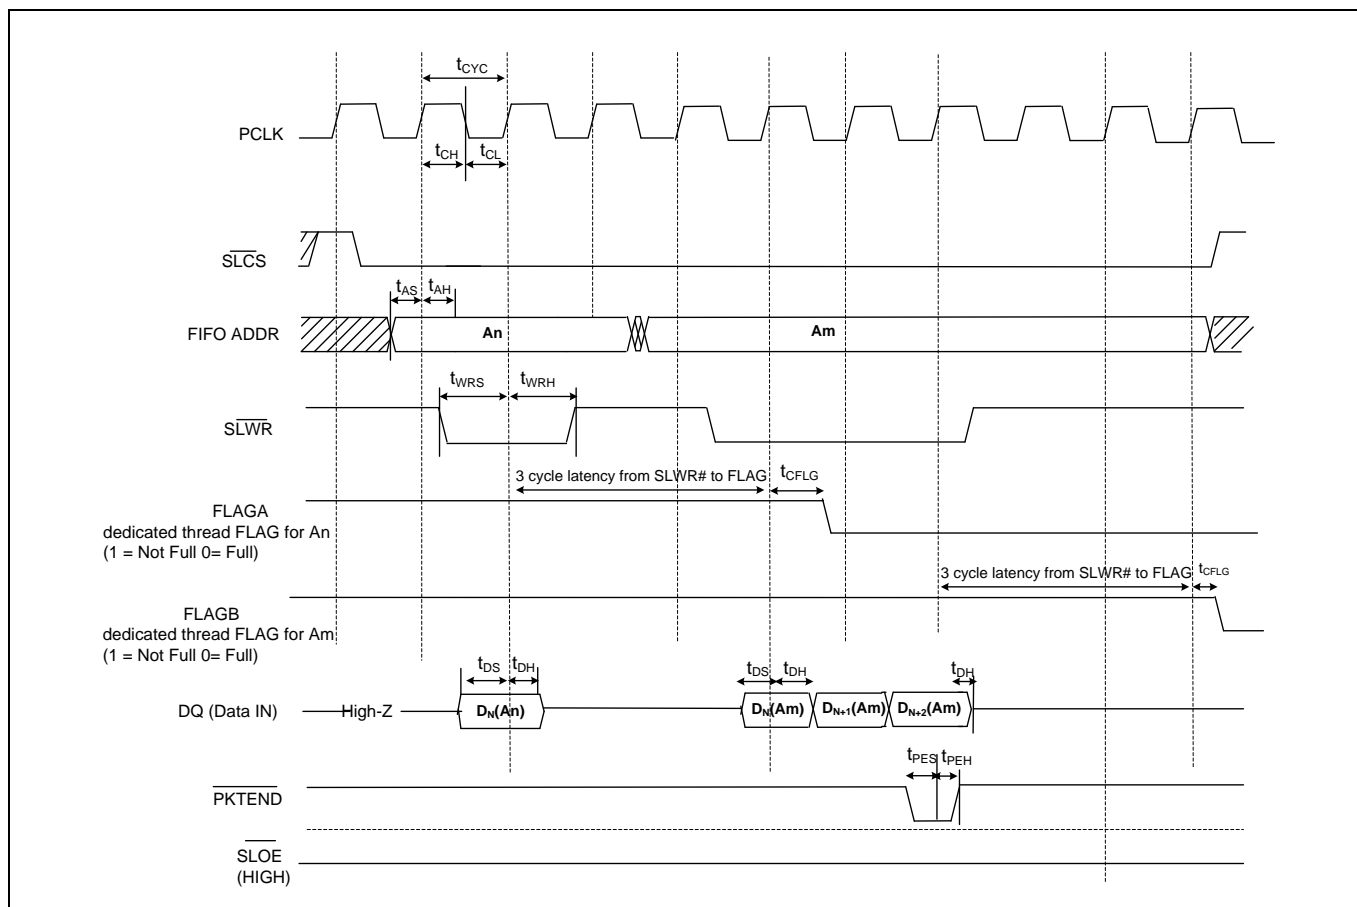 tCYC
PCLK
tCH
tCL
SLCS
tAS
tAH
FIFO ADDR
An
Am
tWRS
tWRH
SLWR
3 cycle latency from SLWR# to FLAG
tCFLG
FLAGA
dedicated thread FLAG for An
(1 = Not Full 0= Full)
3 cycle latency from SLWR# to FLAG
tCFLG
FLAGB
dedicated thread FLAG for Am
(1 = Not Full 0= Full)
tDS
tDH
tDS
tDH
tDH
DQ (Data IN)
High-Z
DN(An)
DN(Am)
DN+1(Am)
DN+2(Am)
tPES
tPEH
PKTEND
SLOE
(HIGH)